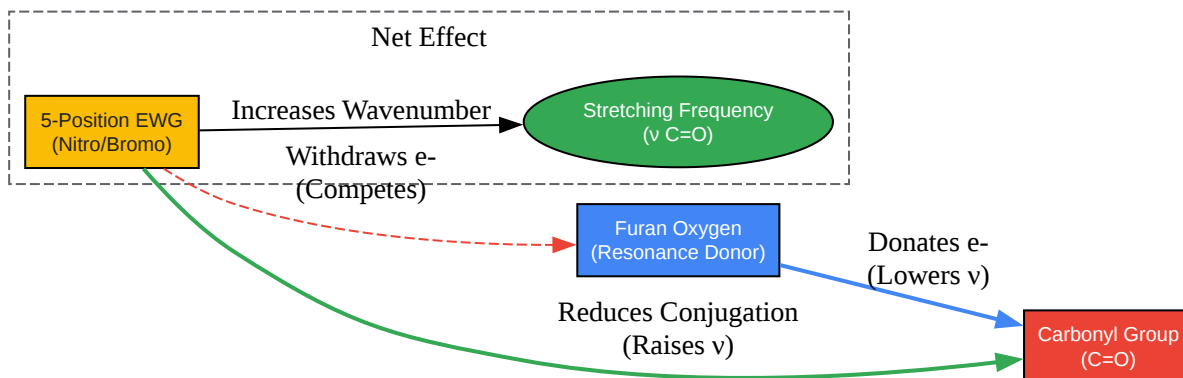 Net Effect
5-Position EWG
(Nitro/Bromo)
Increases Wavenumber
Stretching Frequency
(ν C=O)
Withdraws e-
(Competes)
Furan Oxygen
(Resonance Donor)
Donates e-
(Lowers ν)
Reduces Conjugation
(Raises ν)
Carbonyl Group
(C=O)